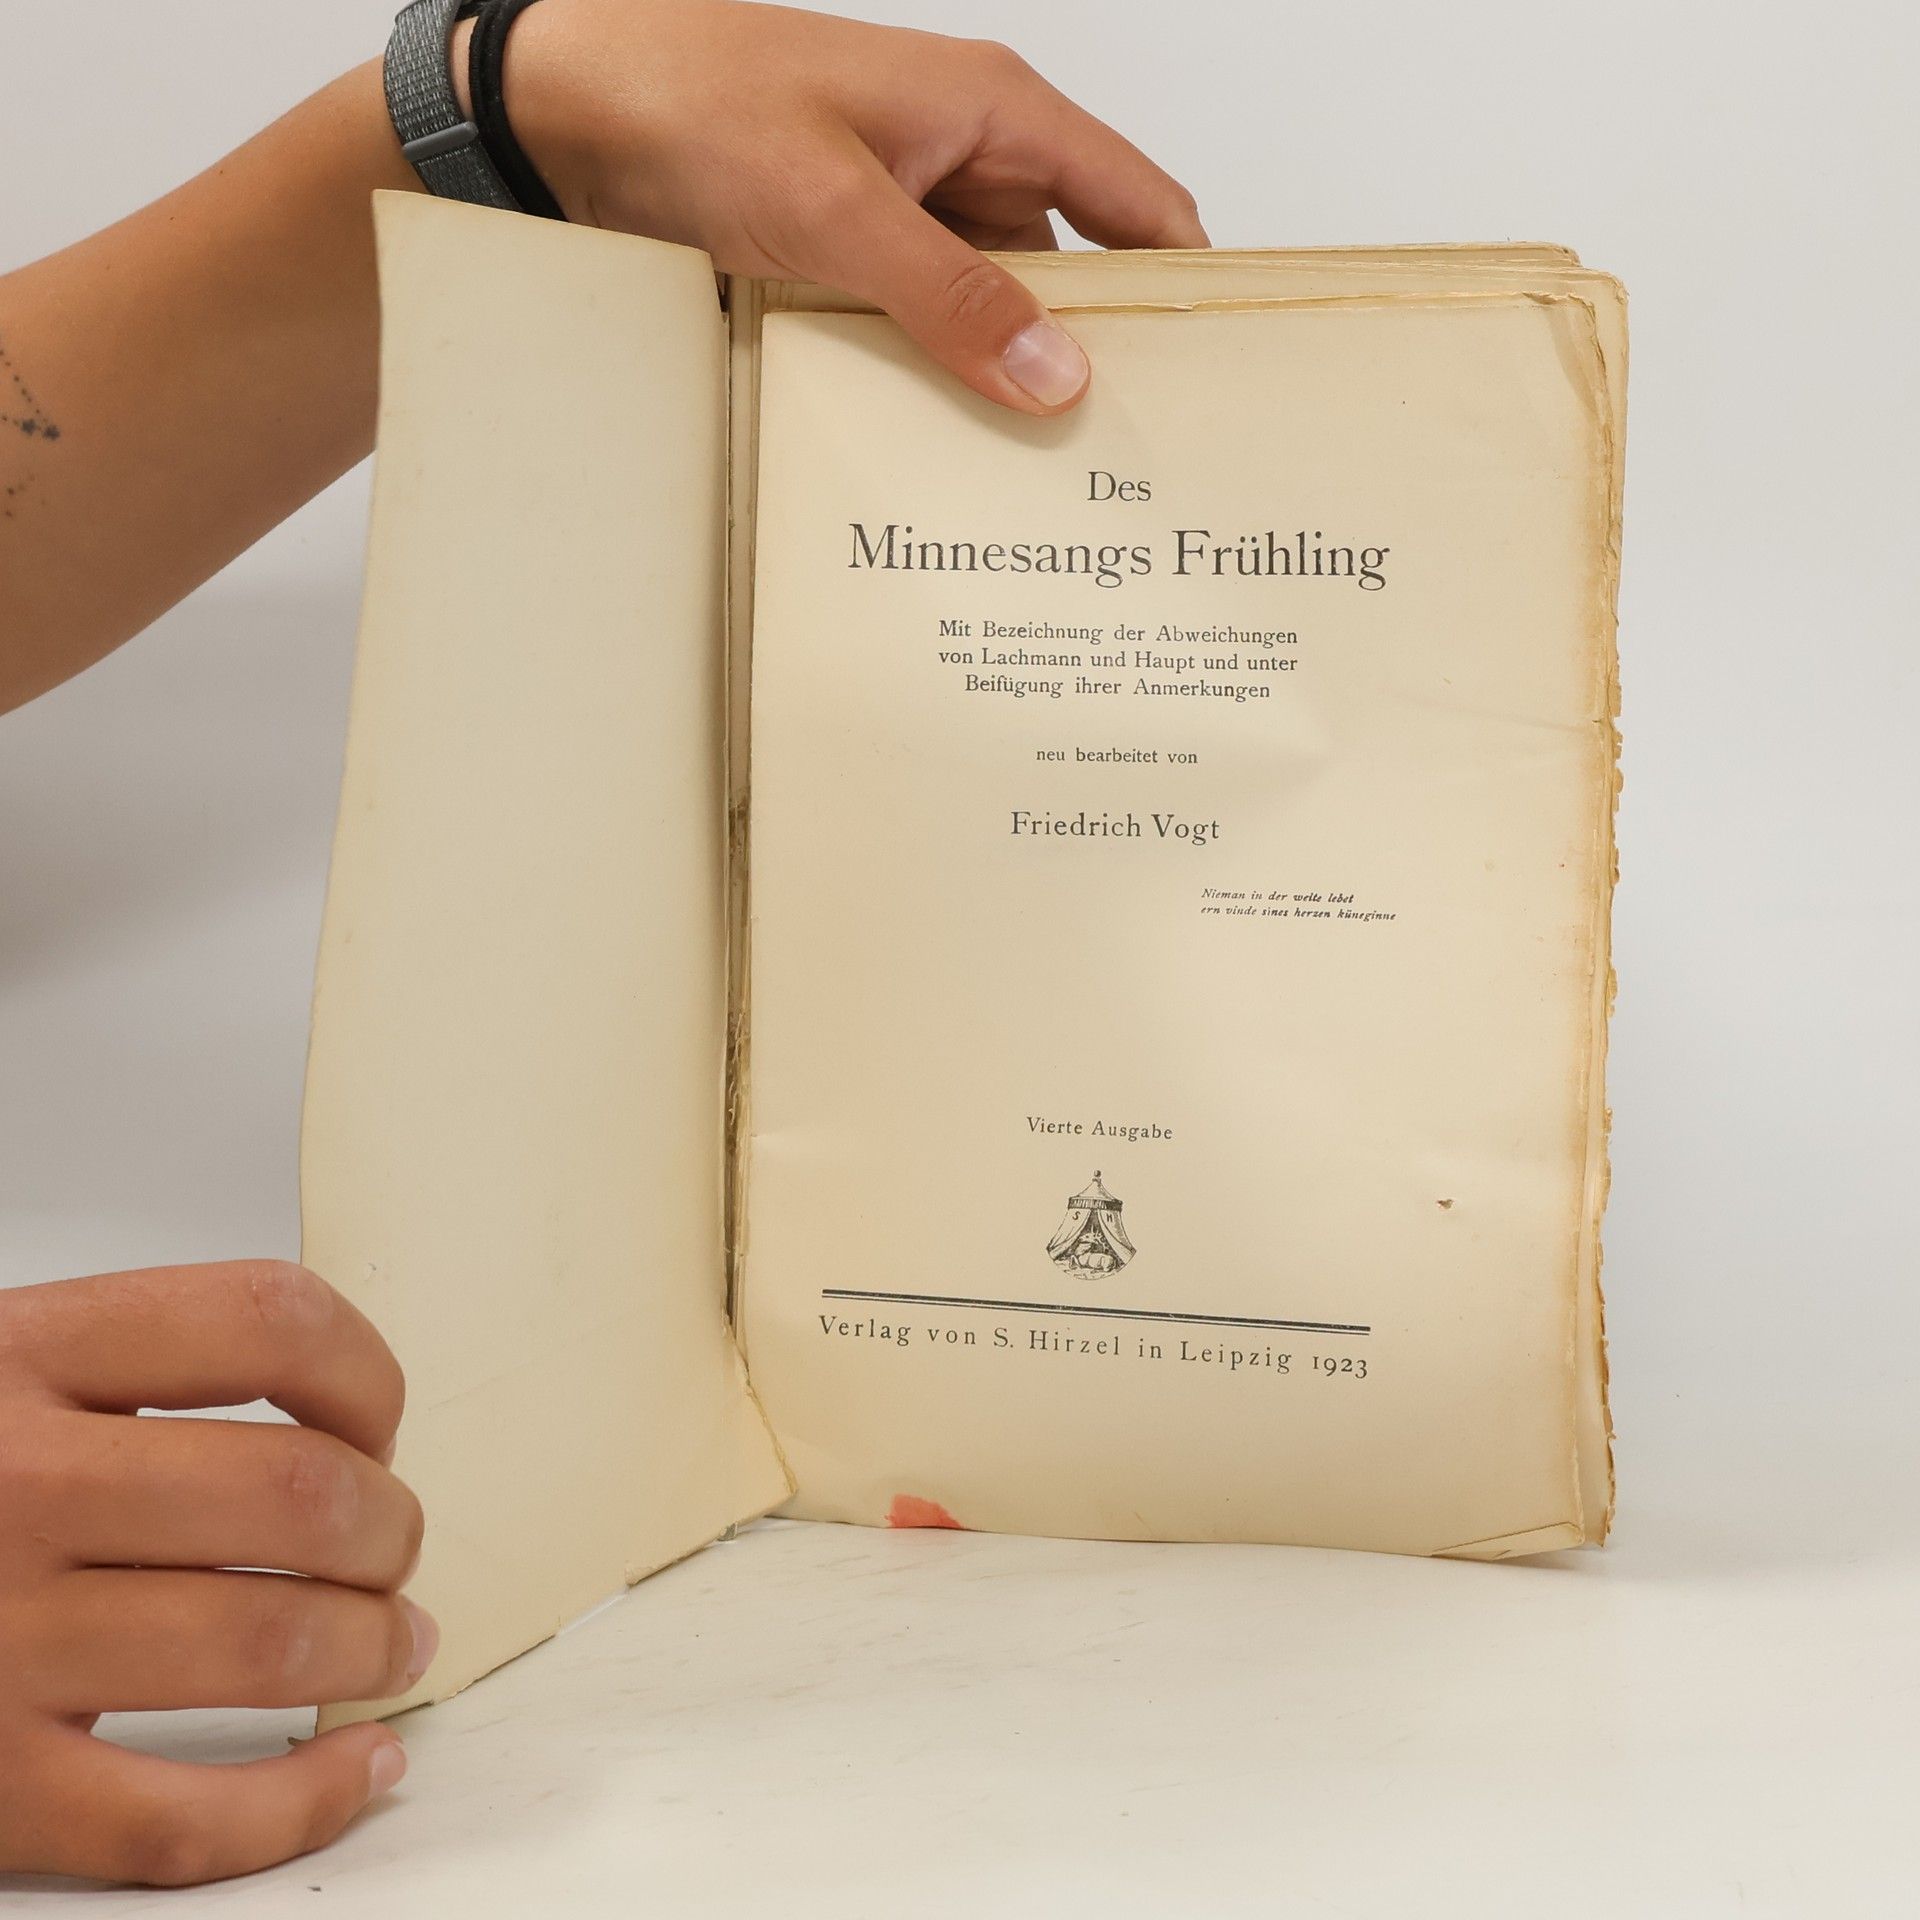 Des
Minnesangs Frühling
Mit Bezeichnung der Abweichungen
von Lachmann und Haupt und unter
Beifügung ihrer Anmerkungen
neu bearbeitet von
Friedrich Vogt
Nieman in der welte lebet
ern vinde sines herzen küneginne
Vierte Ausgabe
S H
Verlag von S. Hirzel in Leipzig 1923